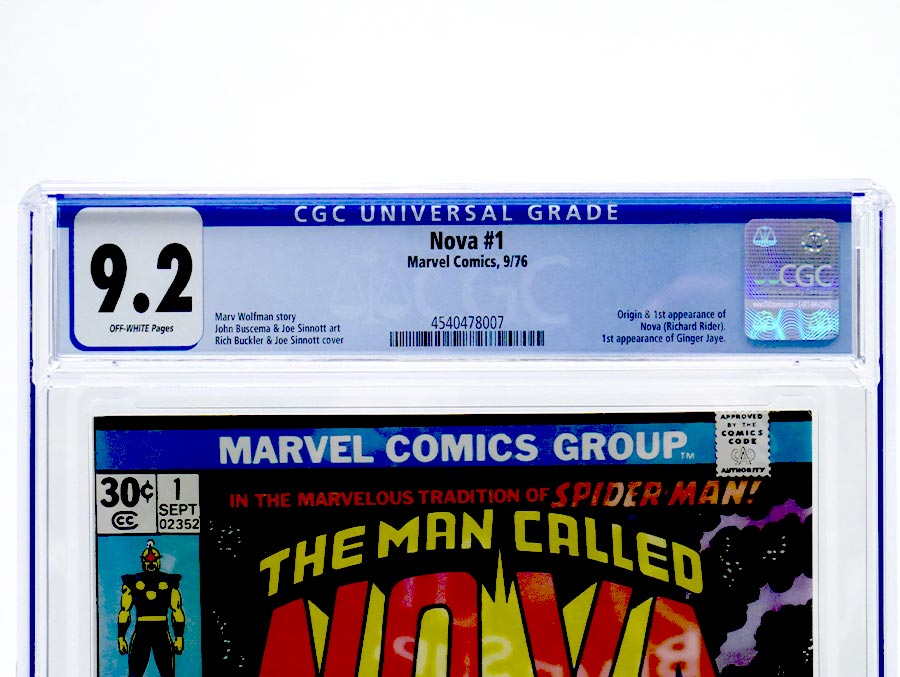 CGC UNIVERSAL GRADE
9.2
OFF-WHITE Pages
Nova #1
Marvel Comics, 9/76
Marv Wolfman story
John Buscema & Joe Sinnott art
Rich Buckler & Joe Sinnott cover
4540478007
Origin & 1st appearance of
Nova (Richard Rider).
1st appearance of Ginger Jaye.
CGC
MARVEL COMICS GROUP™
APPROVED
BY THE
COMICS
CODE
AUTHORITY
30¢
CC
1
SEPT
02352
IN THE MARVELOUS TRADITION OF SPIDER-MAN!
THE MAN CALLED
NOVA